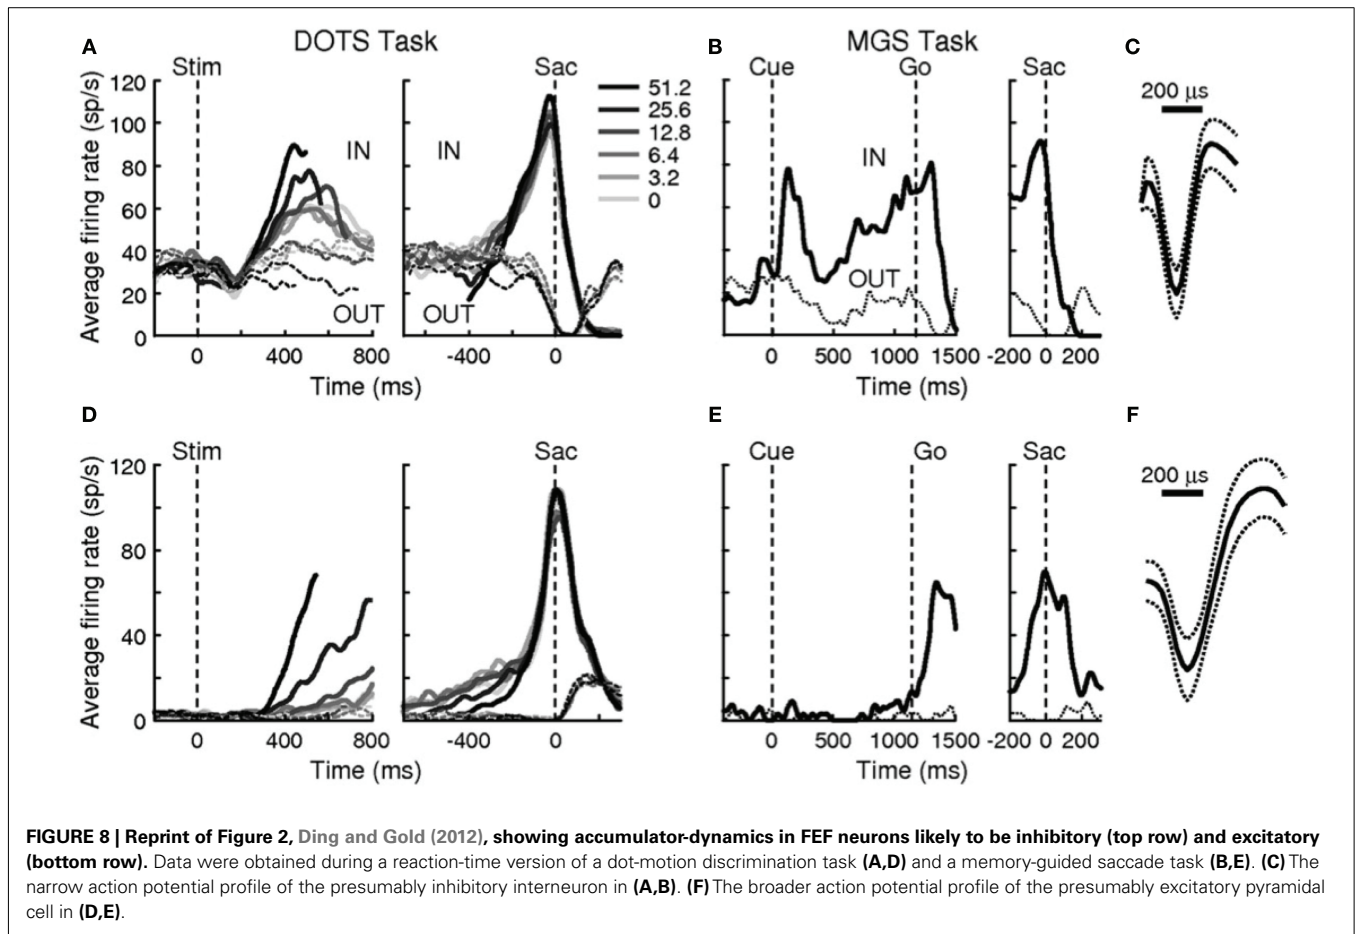 DOTS Task
MGS Task
A
B
C
Stim
Sac
Cue
Go
Sac
200 µs
51.2
25.6
12.8
6.4
3.2
0
IN
IN
IN
OUT
OUT
OUT
Average firing rate (sp/s)
120
100
80
60
40
20
0
0 400 800
-400 0
0 500 1000 1500
-200 0 200
Time (ms)
Time (ms)
D
E
F
Stim
Sac
Cue
Go
Sac
200 µs
Average firing rate (sp/s)
120
80
40
0
0 400 800
-400 0
0 500 1000 1500
-200 0 200
Time (ms)
Time (ms)
FIGURE 8 | Reprint of Figure 2, Ding and Gold (2012), showing accumulator-dynamics in FEF neurons likely to be inhibitory (top row) and excitatory
(bottom row). Data were obtained during a reaction-time version of a dot-motion discrimination task (A,D) and a memory-guided saccade task (B,E). (C) The
narrow action potential profile of the presumably inhibitory interneuron in (A,B). (F) The broader action potential profile of the presumably excitatory pyramidal
cell in (D,E).